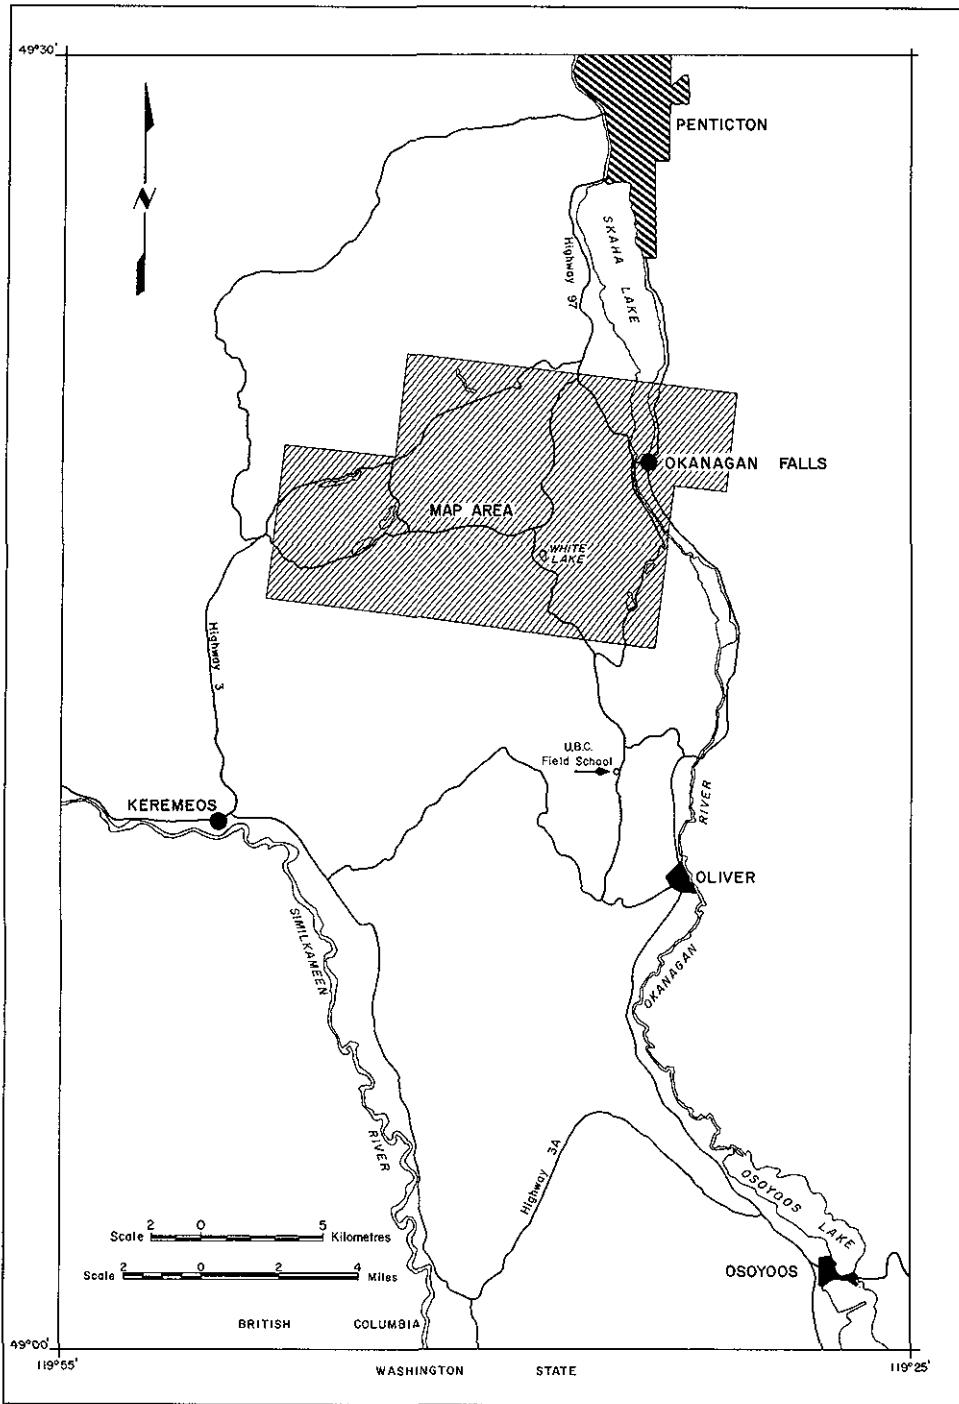 49°30'
PENTICTON
N
SKAHA LAKE
Highway 97
OKANAGAN FALLS
MAP AREA
WHITE
LAKE
Highway 3
U.B.C.
Field School
KEREMEOS
RIVER
OLIVER
SIMILKAMEEN
OKANAGAN
RIVER
Highway 3A
OSOYOOS LAKE
2 0 5
Scale Kilometres
2 0 2 4
Scale Miles
OSOYOOS
BRITISH COLUMBIA
49°00'
119°55' 119°25'
WASHINGTON STATE